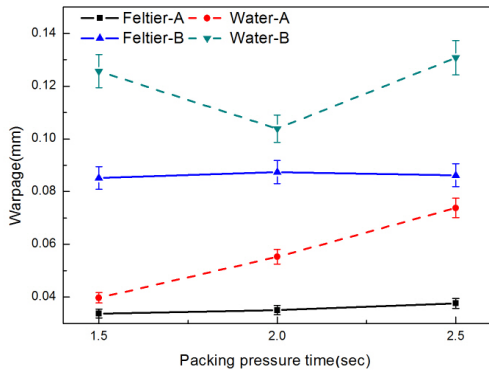 Feltier-A Water-A
Feltier-B Water-B
0.14
0.12
0.10
0.08
0.06
0.04
Warpage(mm)
1.5 2.0 2.5
Packing pressure time(sec)